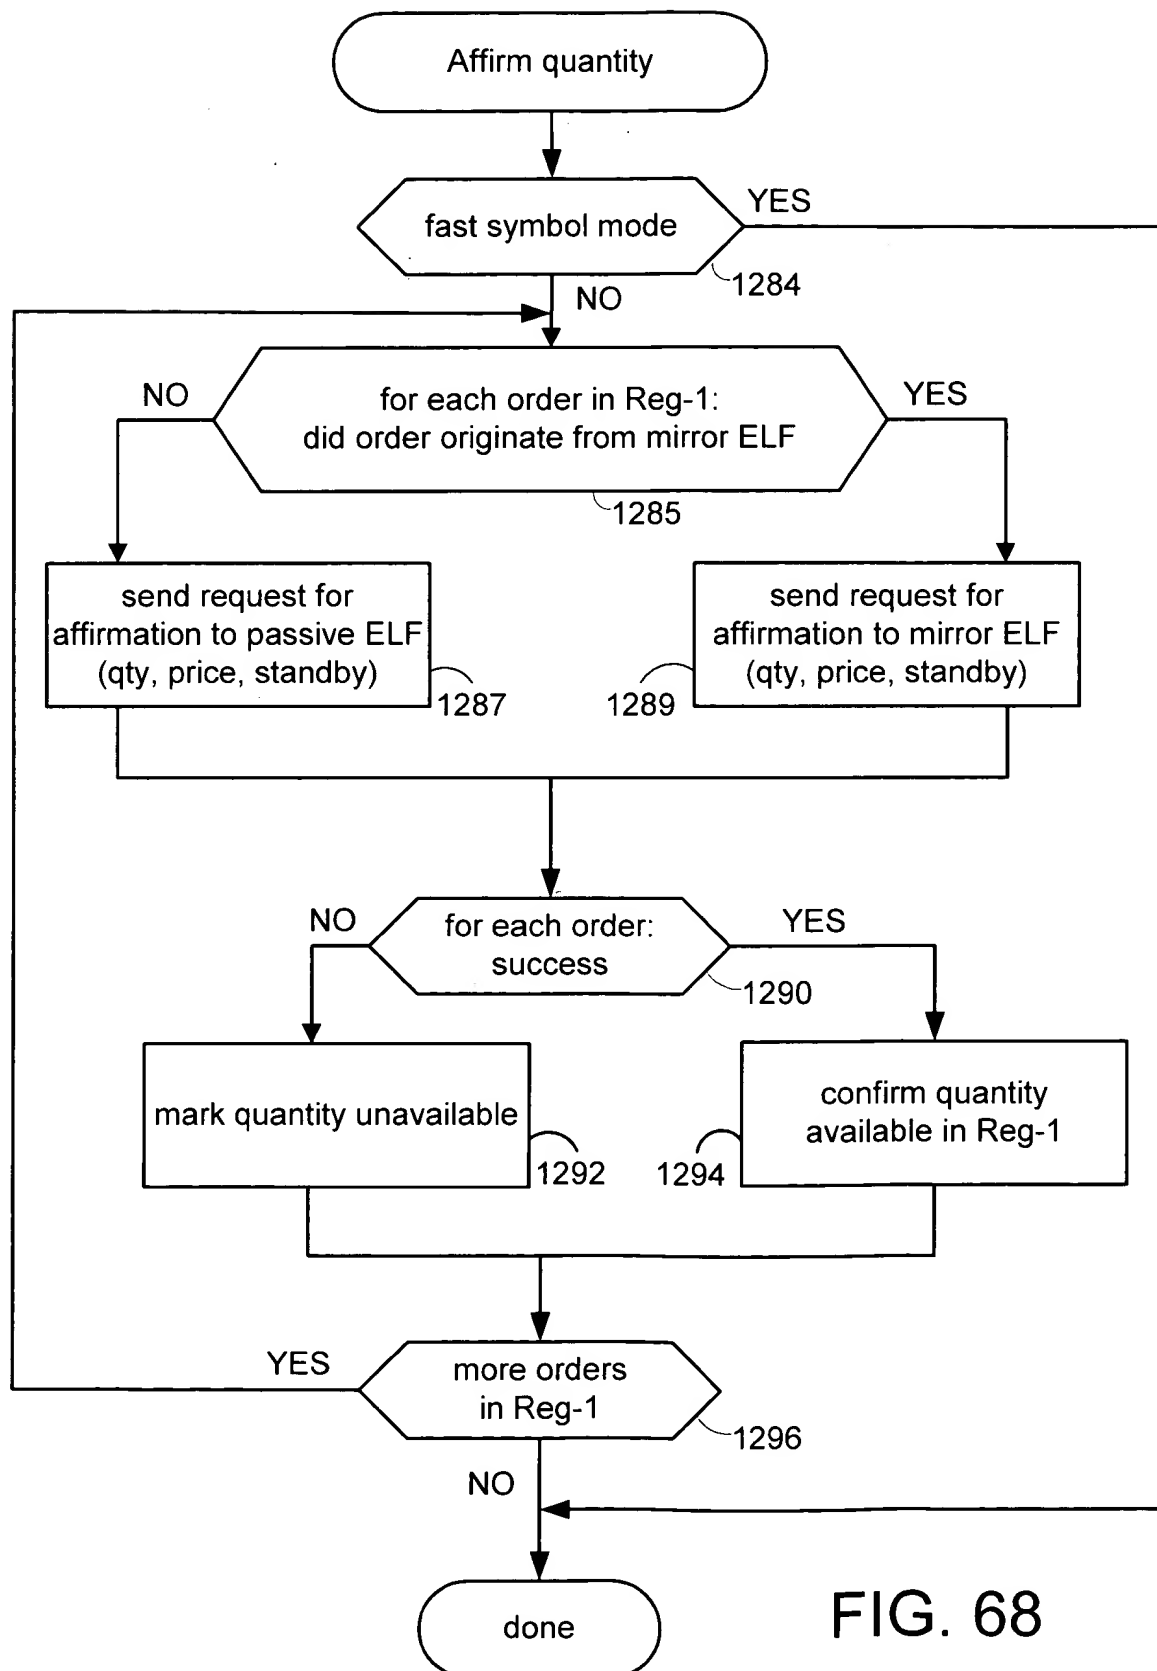 Affirm quantity
fast symbol mode
YES
1284
NO
NO
for each order in Reg-1:
did order originate from mirror ELF
YES
1285
send request for
affirmation to passive ELF
(qty, price, standby)
1287
send request for
affirmation to mirror ELF
(qty, price, standby)
1289
NO
for each order:
success
YES
1290
mark quantity unavailable
1292
confirm quantity
available in Reg-1
1294
YES
more orders
in Reg-1
1296
NO
done
FIG. 68